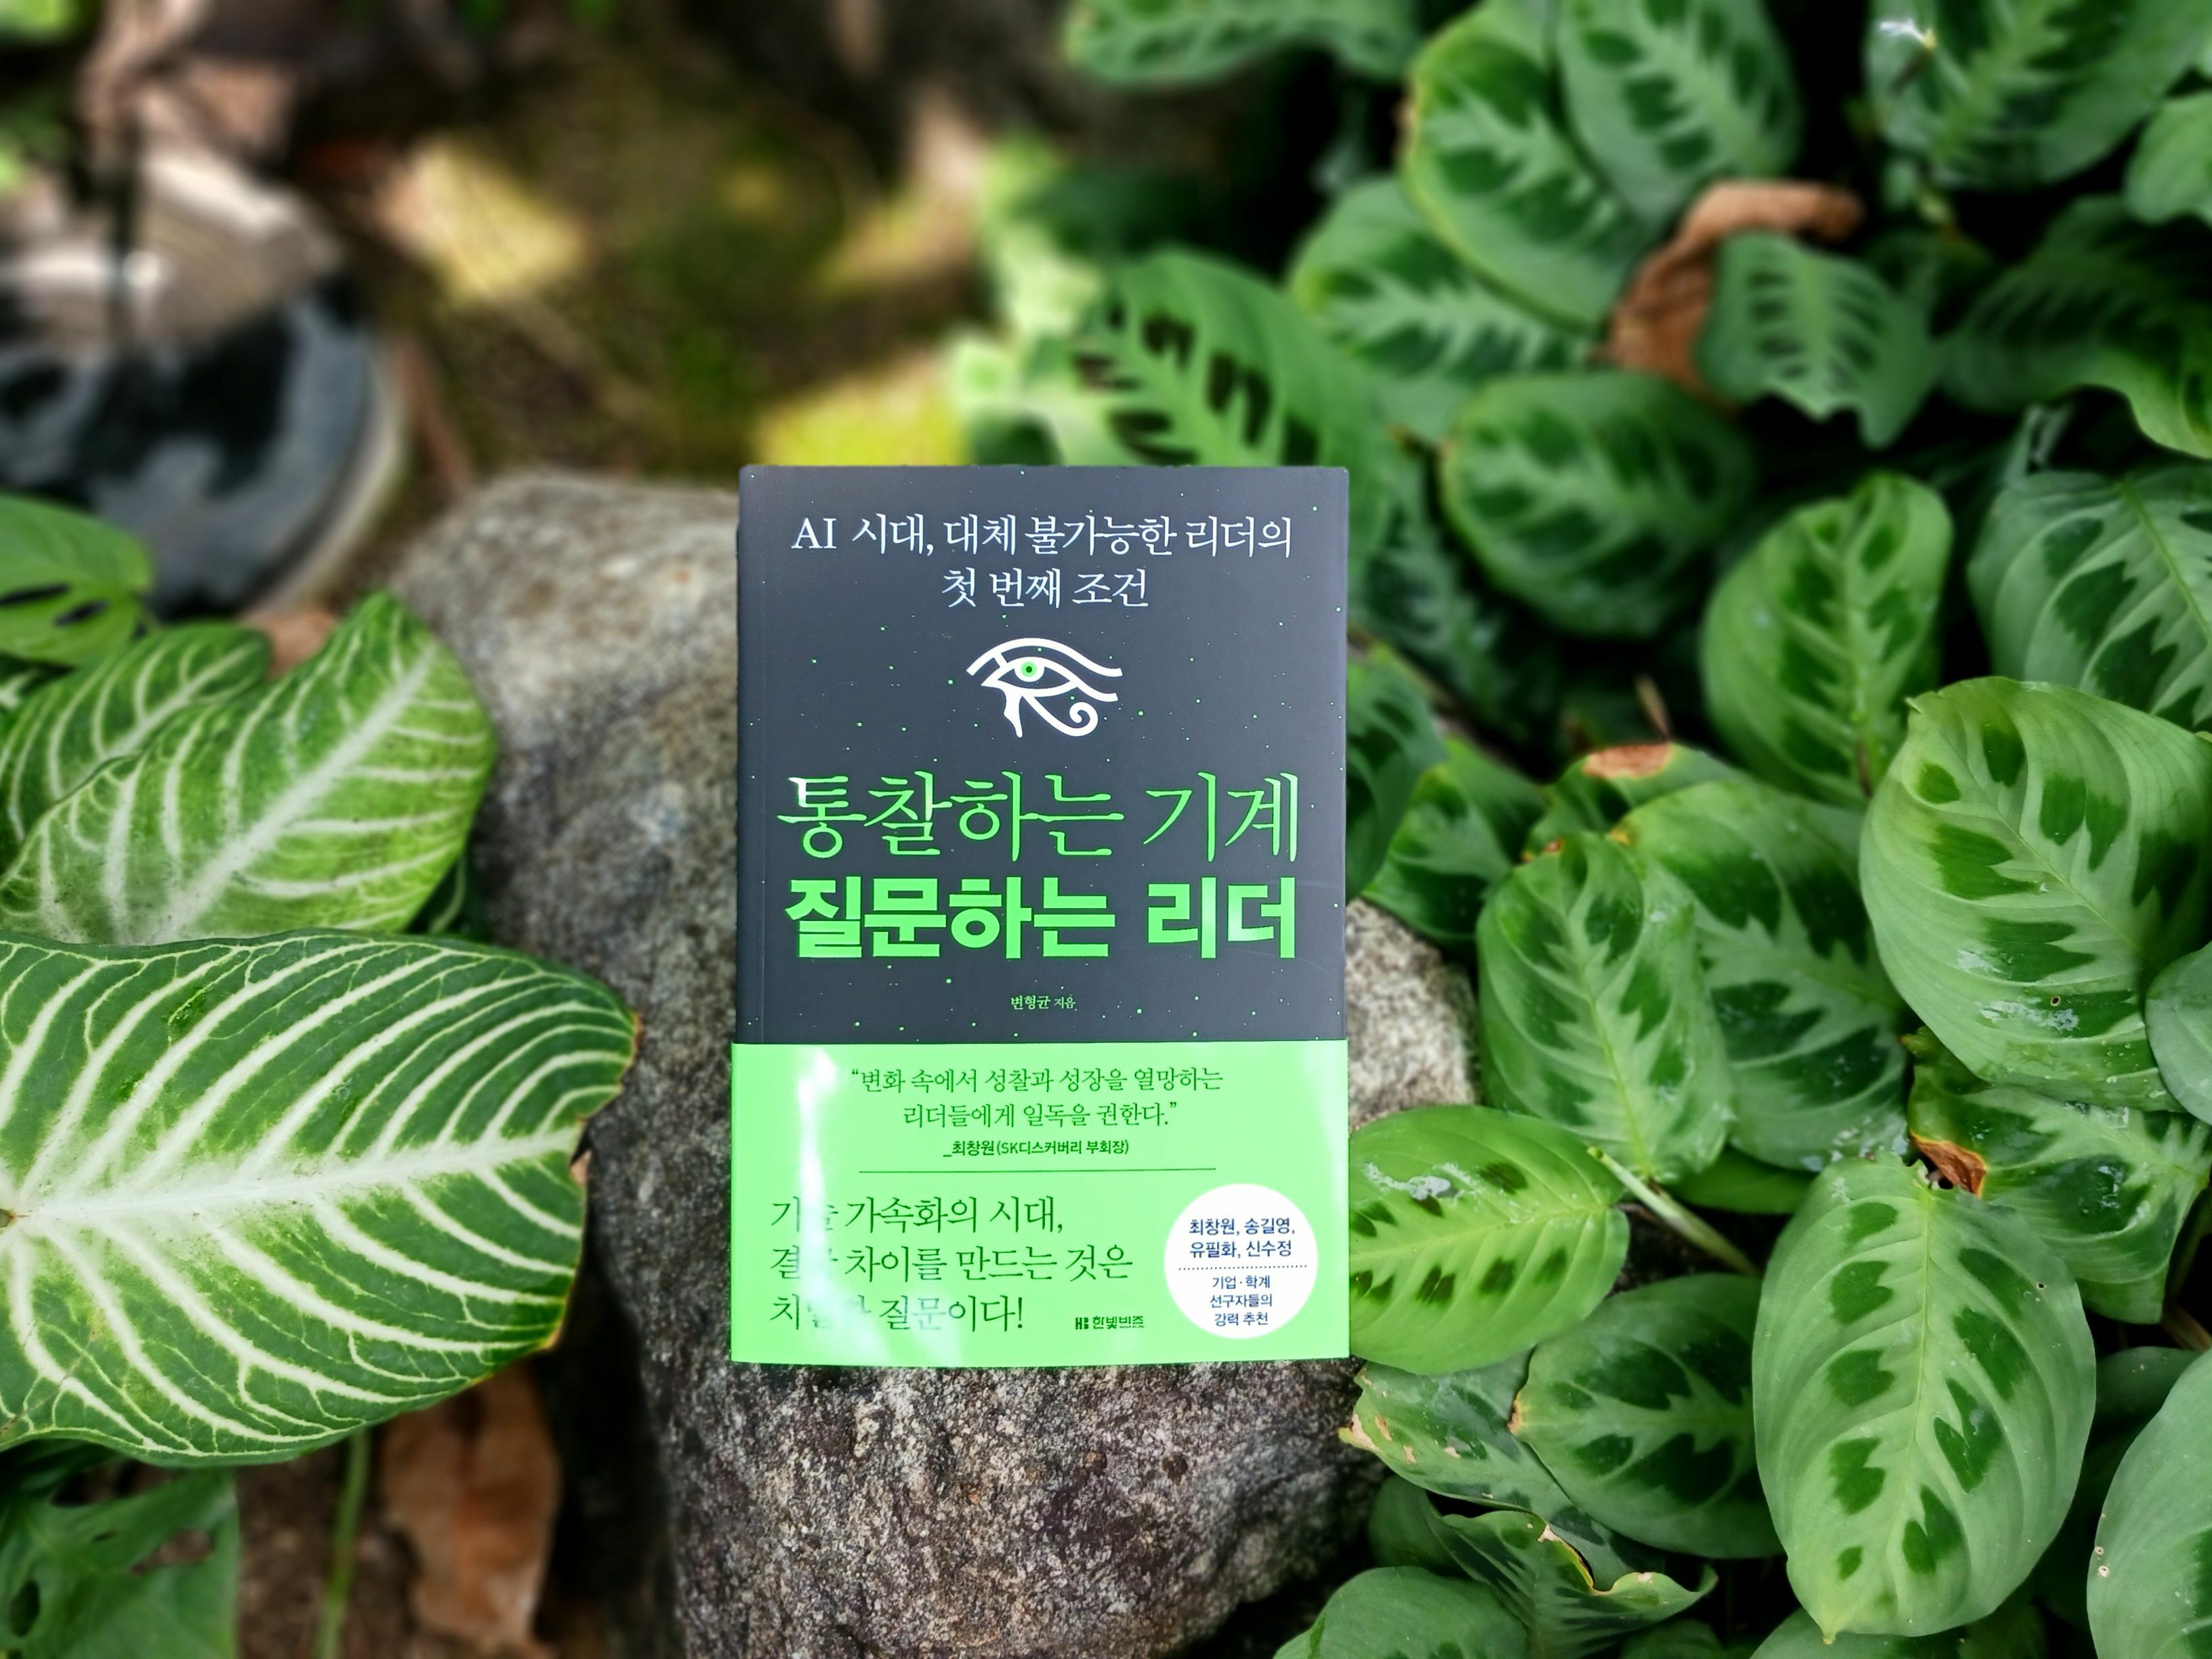 AI 시대, 대체 불가능한 리더의
첫 번째 조건
통찰하는 기계
질문하는 리더
변형균 지음
“변화 속에서 성찰과 성장을 열망하는
리더들에게 일독을 권한다.”
_최창원(SK디스커버리 부회장)
기술 가속화의 시대,
결국 차이를 만드는 것은
질문이다!
HB 한빛비즈
최창원, 송길영,
유필화, 신수정
기업·학계
선구자들의
강력 추천